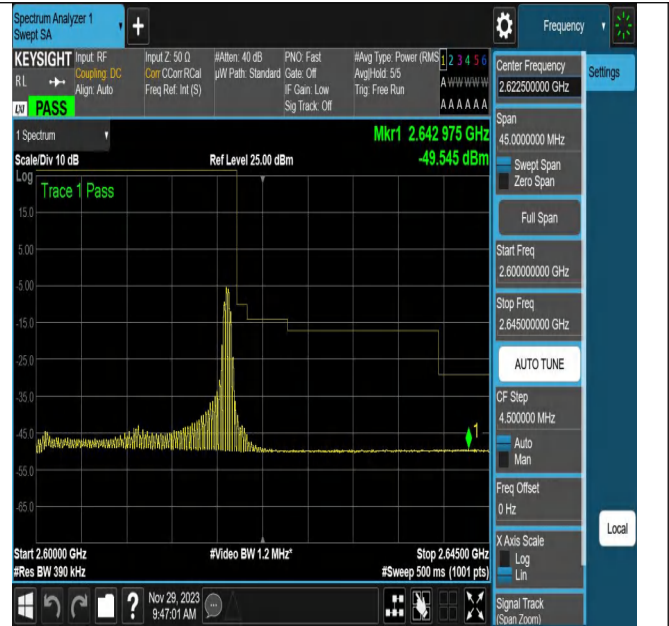 Spectrum Analyzer 1
Swept SA
Frequency
KEYSIGHT
RL
LXI PASS
Input: RF
Coupling: DC
Align: Auto
Input Z: 50 Ω
Corr CCorr RCal
Freq Ref: Int (S)
#Atten: 40 dB
µW Path: Standard
PNO: Fast
Gate: Off
IF Gain: Low
Sig Track: Off
#Avg Type: Power (RMS
Avg|Hold: 5/5
Trig: Free Run
1 2 3 4 5 6
A W W W W W
A A A A A A
1 Spectrum
Scale/Div 10 dB
Ref Level 25.00 dBm
Mkr1 2.642 975 GHz
-49.545 dBm
Log
Trace 1 Pass
15.0
5.00
-5.00
-15.0
-25.0
-35.0
-45.0
-55.0
-65.0
1
Start 2.60000 GHz
#Res BW 390 kHz
#Video BW 1.2 MHz*
Stop 2.64500 GHz
#Sweep 500 ms (1001 pts)
Nov 29, 2023
9:47:01 AM
Center Frequency
2.622500000 GHz
Span
45.0000000 MHz
Swept Span
Zero Span
Full Span
Start Freq
2.600000000 GHz
Stop Freq
2.645000000 GHz
AUTO TUNE
CF Step
4.500000 MHz
Auto
Man
Freq Offset
0 Hz
X Axis Scale
Log
Lin
Signal Track
(Span Zoom)
Settings
Local